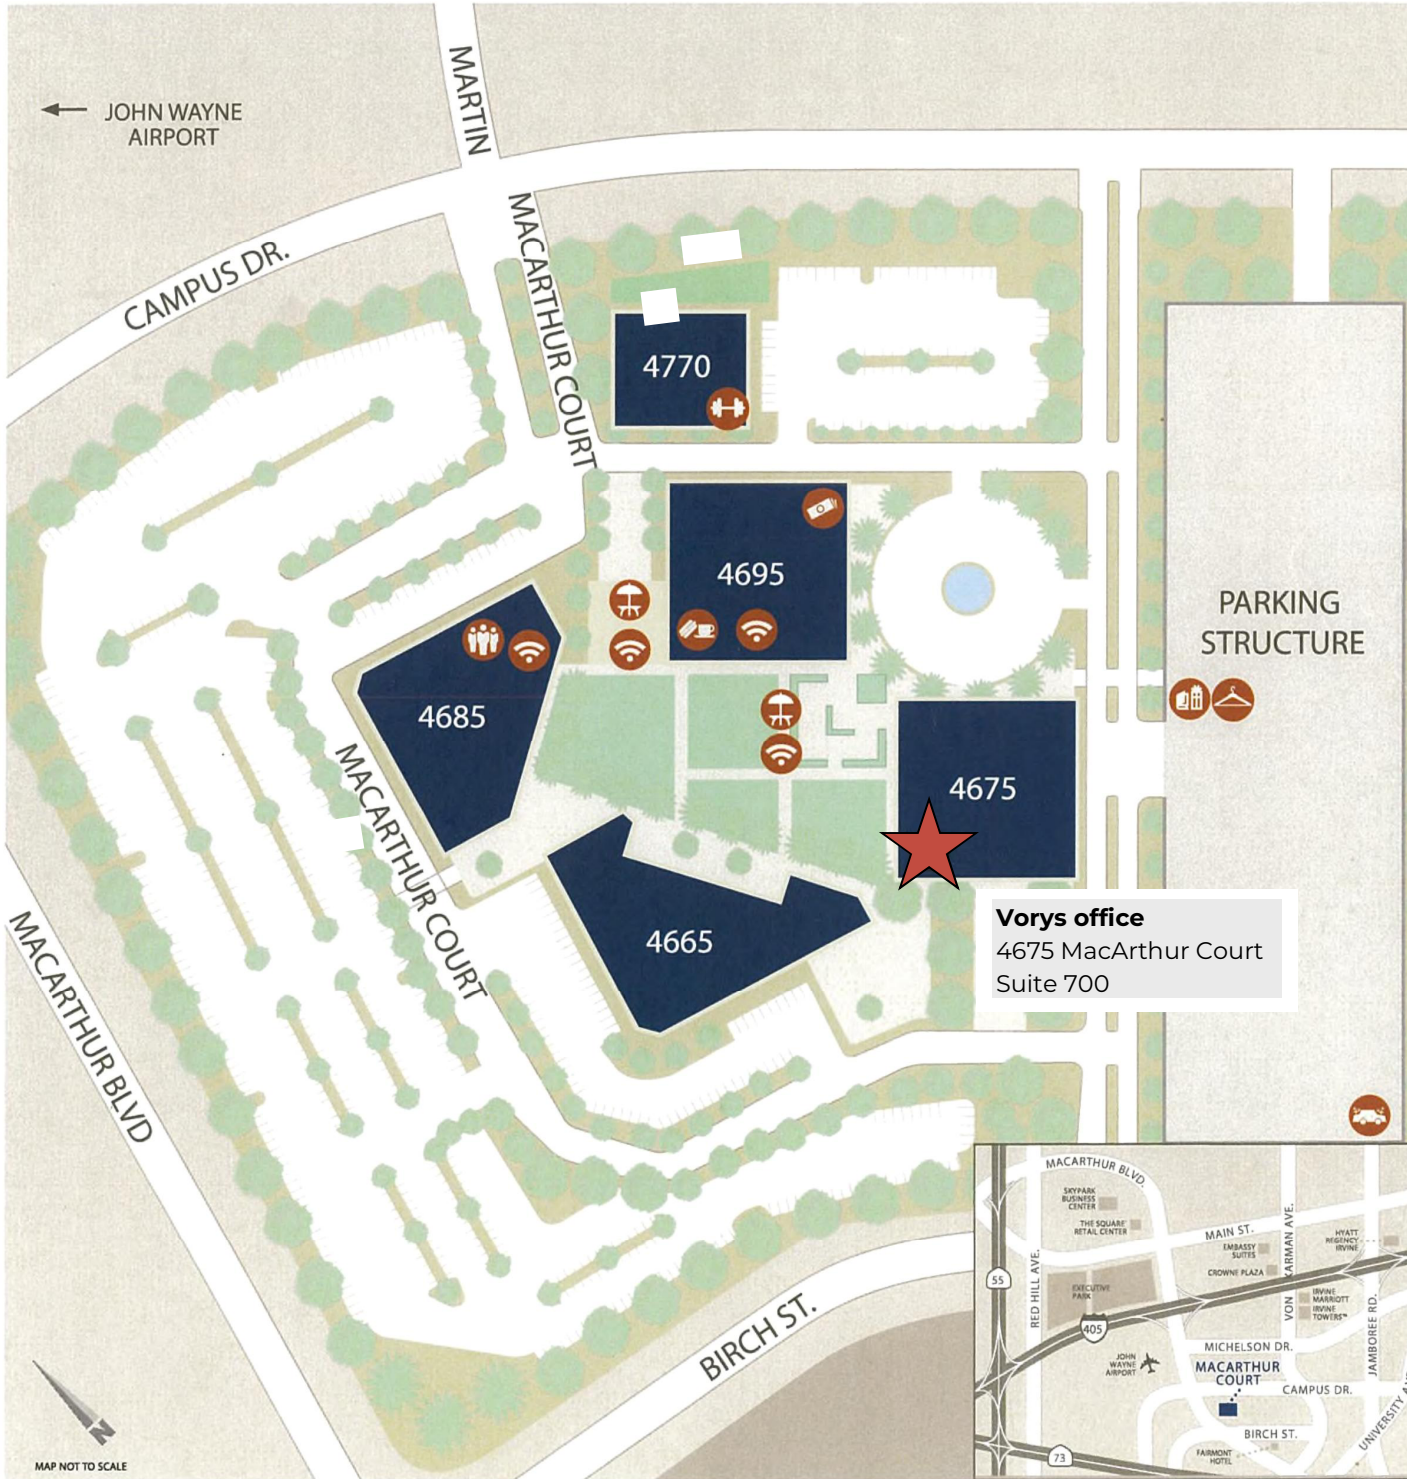 MARTIN
JOHN WAYNE
AIRPORT
CAMPUS DR.
MACARTHUR COURT
4770
4695
PARKING
STRUCTURE
4685
4675
MACARTHUR COURT
4665
Vorys office
4675 MacArthur Court
Suite 700
MACARTHUR BLVD
BIRCH ST.
N
MAP NOT TO SCALE
MACARTHUR BLVD.
SKYPARK
BUSINESS
CENTER
THE SQUARE
RETAIL CENTER
MAIN ST.
EMBASSY
SUITES
CROWNE PLAZA
VON KARMAN AVE.
HYATT
REGENCY
IRVINE
55
RED HILL AVE.
EXECUTIVE
PARK
405
IRVINE
MARRIOTT
IRVINE
TOWERS™
JAMBOREE RD.
MICHELSON DR.
JOHN
WAYNE
AIRPORT
MACARTHUR
COURT
CAMPUS DR.
BIRCH ST.
UNIVERSITY
FAIRMONT
HOTEL
73